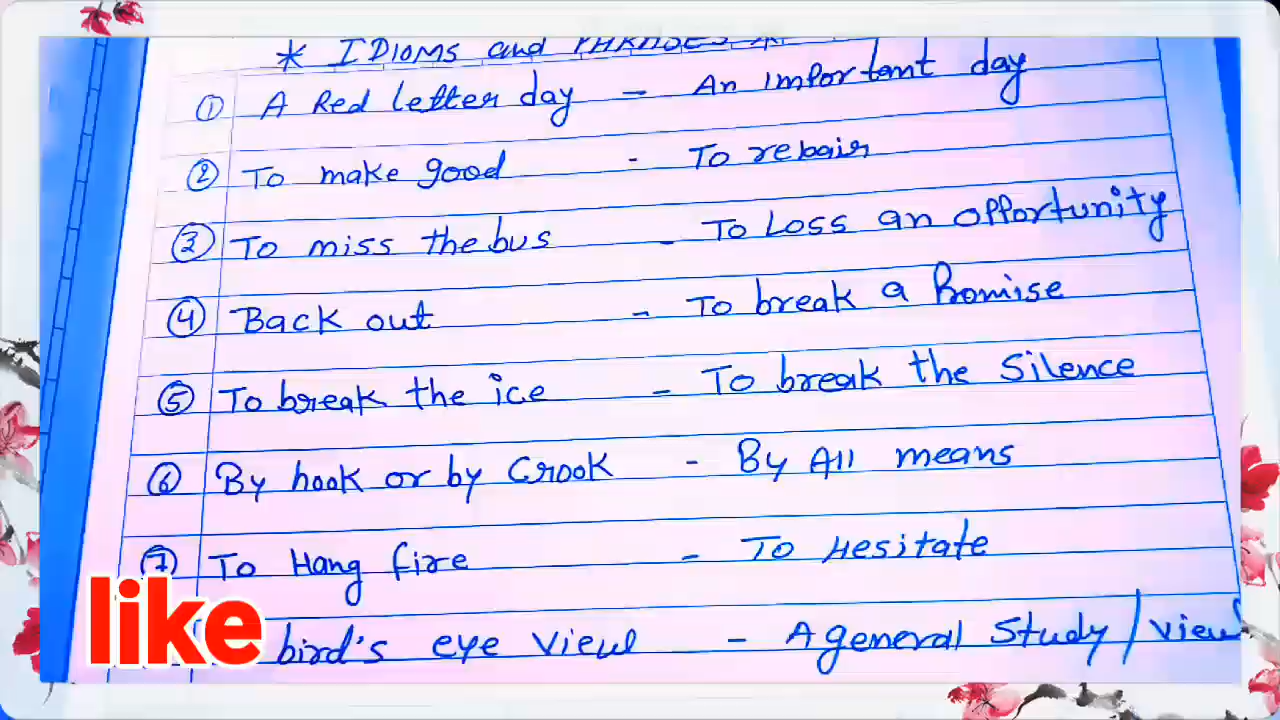 * IDIOMS and PHRASES
① A Red letter day - An important day
② To make good - To repair
③ To miss the bus - To Loss an opportunity
④ Back out - To break a Promise
⑤ To break the ice - To break the Silence
⑥ By hook or by Crook - By All means
⑦ To Hang fire - To Hesitate
bird's eye view - A general Study/view
like